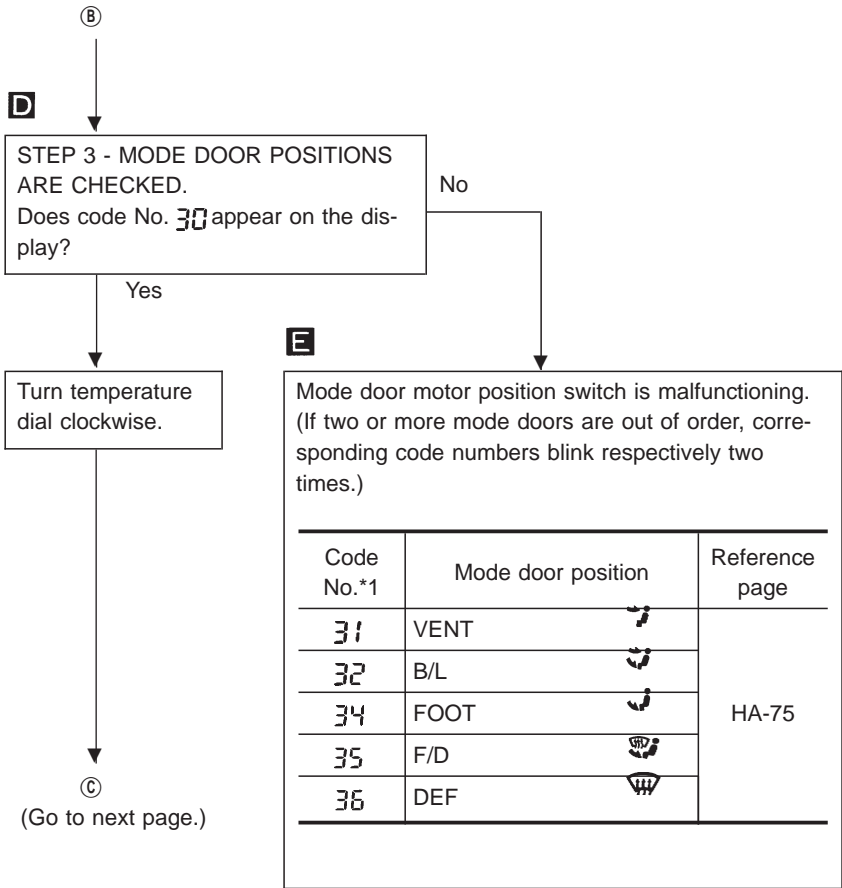 Ⓑ
D
STEP 3 - MODE DOOR POSITIONS
ARE CHECKED.
Does code No. 30 appear on the dis-
play?
No
Yes
E
Turn temperature
dial clockwise.
Mode door motor position switch is malfunctioning.
(If two or more mode doors are out of order, corre-
sponding code numbers blink respectively two
times.)
Code No.*1 Mode door position Reference page
31 VENT
32 B/L
34 FOOT HA-75
35 F/D
36 DEF
Ⓒ
(Go to next page.)